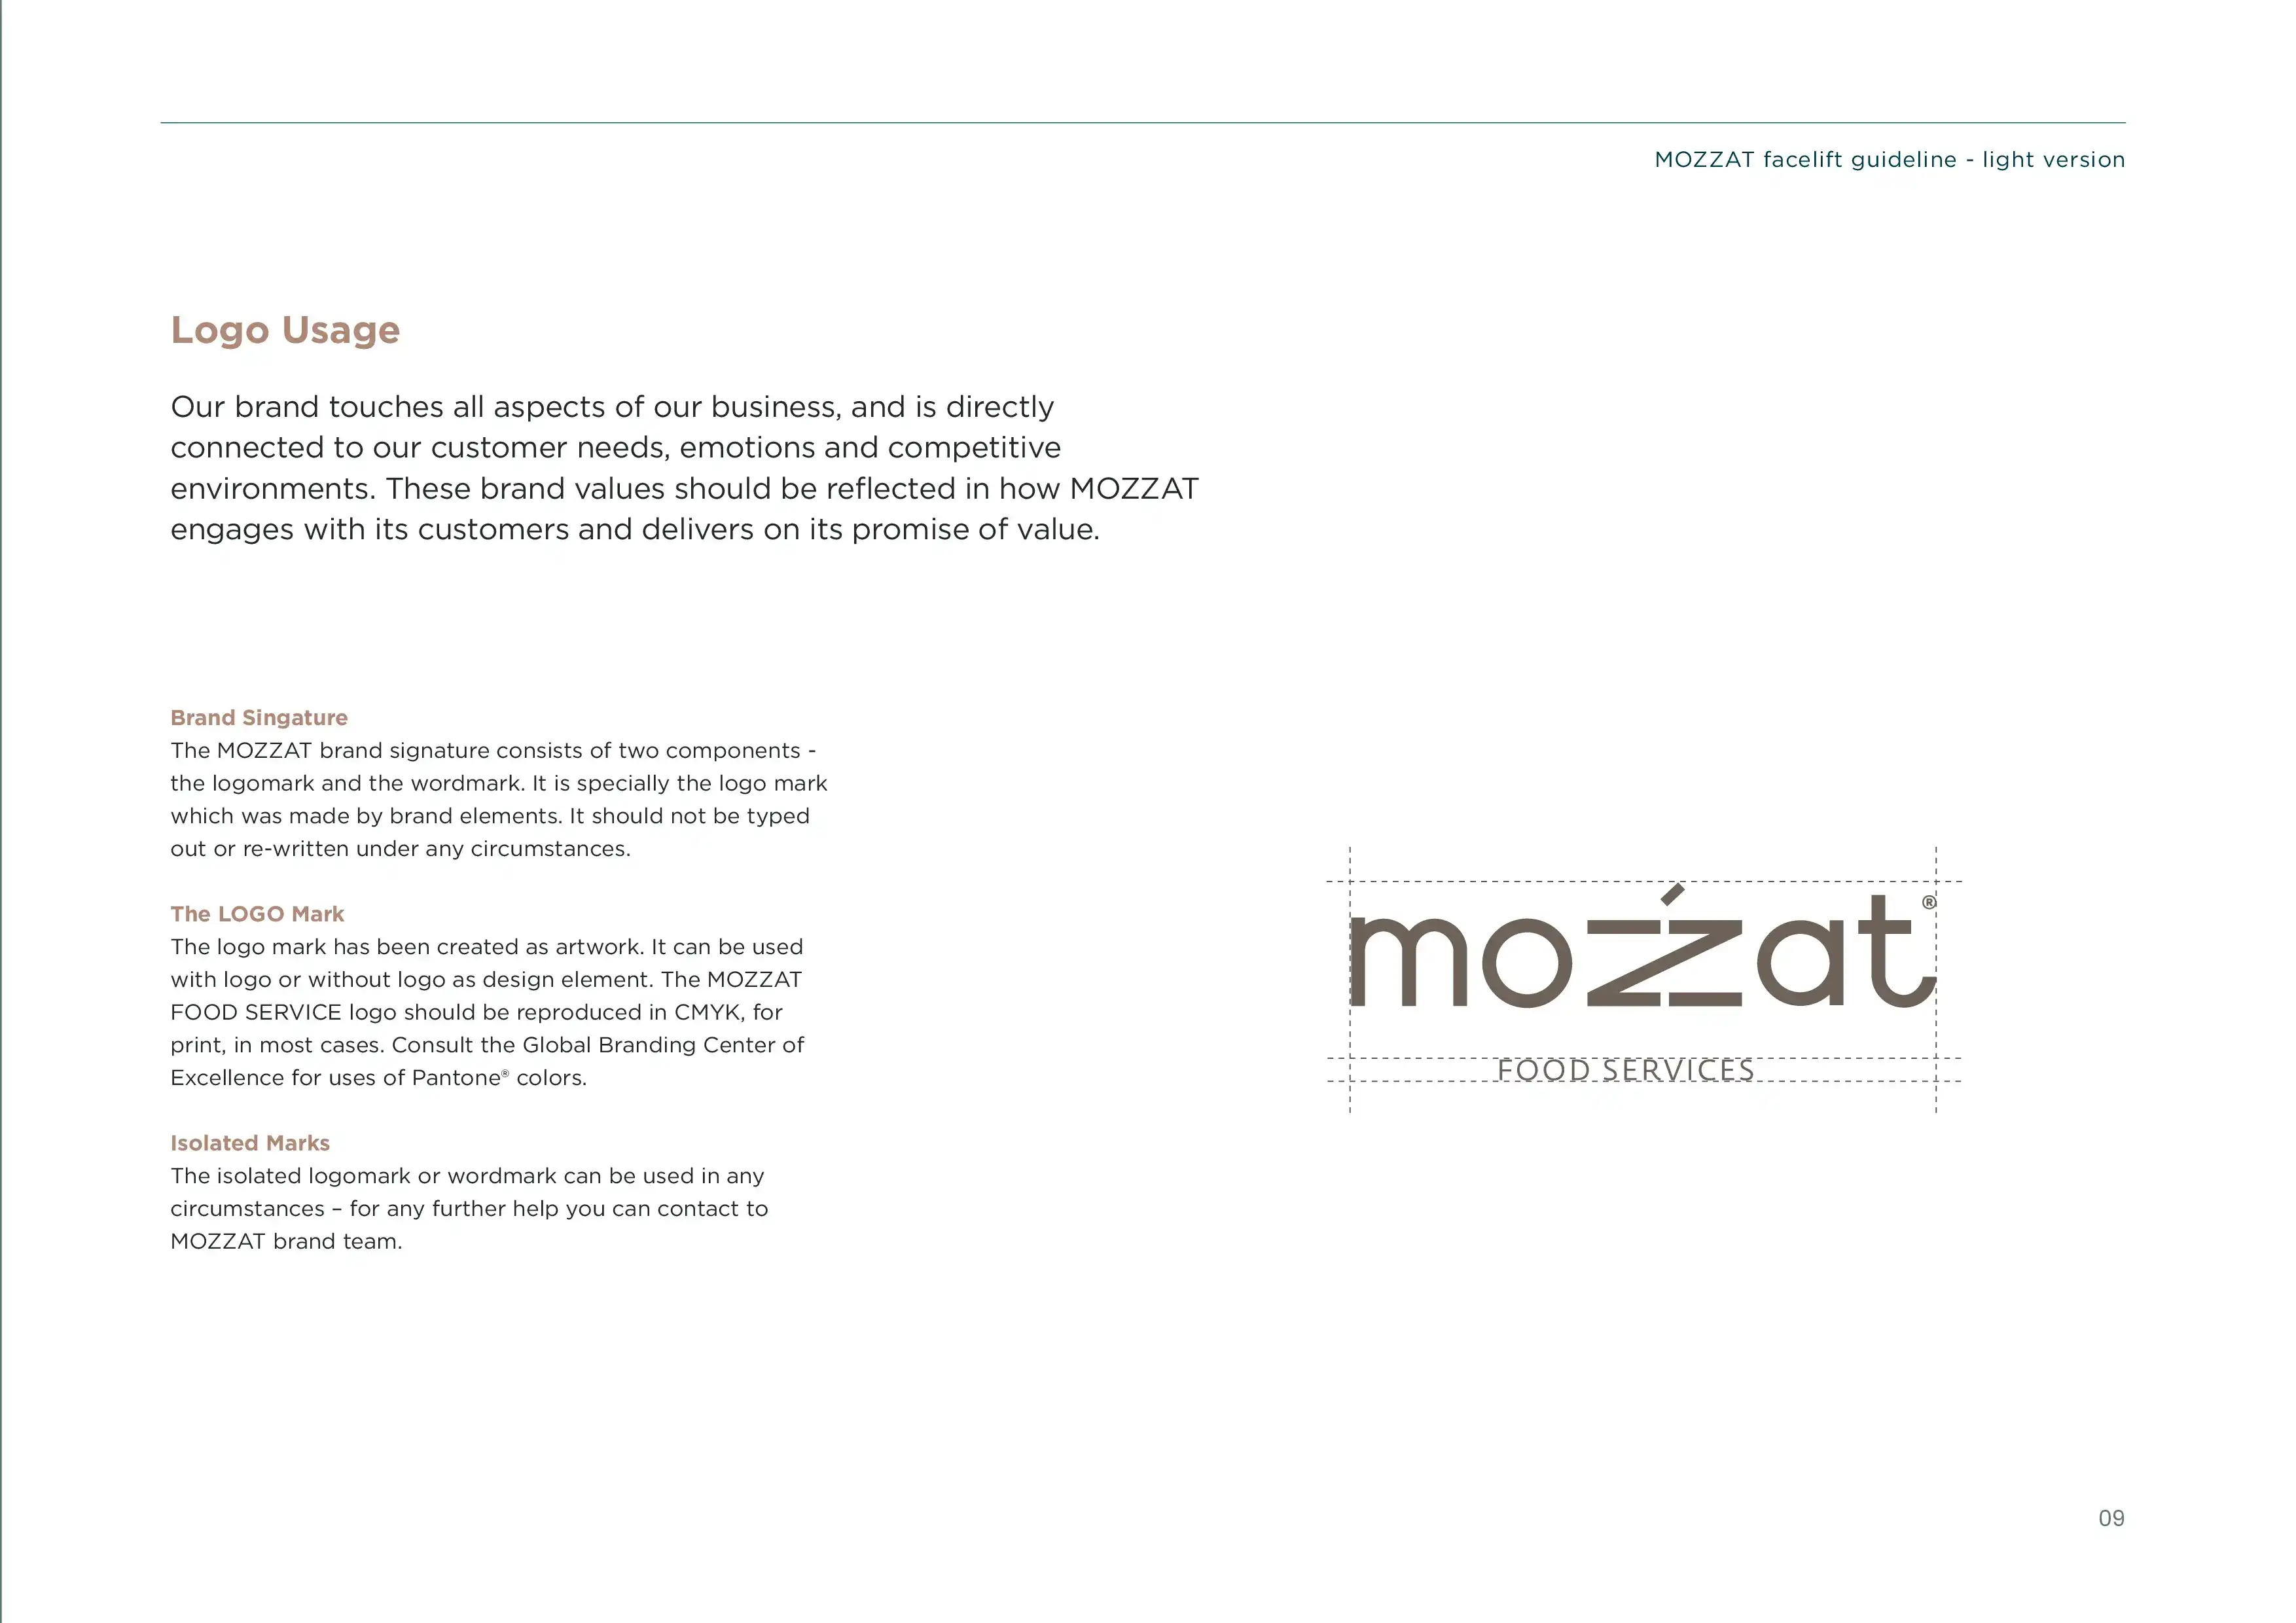 MOZZAT facelift guideline - light version
Logo Usage
Our brand touches all aspects of our business, and is directly
connected to our customer needs, emotions and competitive
environments. These brand values should be reflected in how MOZZAT
engages with its customers and delivers on its promise of value.
Brand Singature
The MOZZAT brand signature consists of two components -
the logomark and the wordmark. It is specially the logo mark
which was made by brand elements. It should not be typed
out or re-written under any circumstances.
The LOGO Mark
The logo mark has been created as artwork. It can be used
with logo or without logo as design element. The MOZZAT
FOOD SERVICE logo should be reproduced in CMYK, for
print, in most cases. Consult the Global Branding Center of
Excellence for uses of Pantone® colors.
Isolated Marks
The isolated logomark or wordmark can be used in any
circumstances – for any further help you can contact to
MOZZAT brand team.
mozzat®
FOOD SERVICES
09